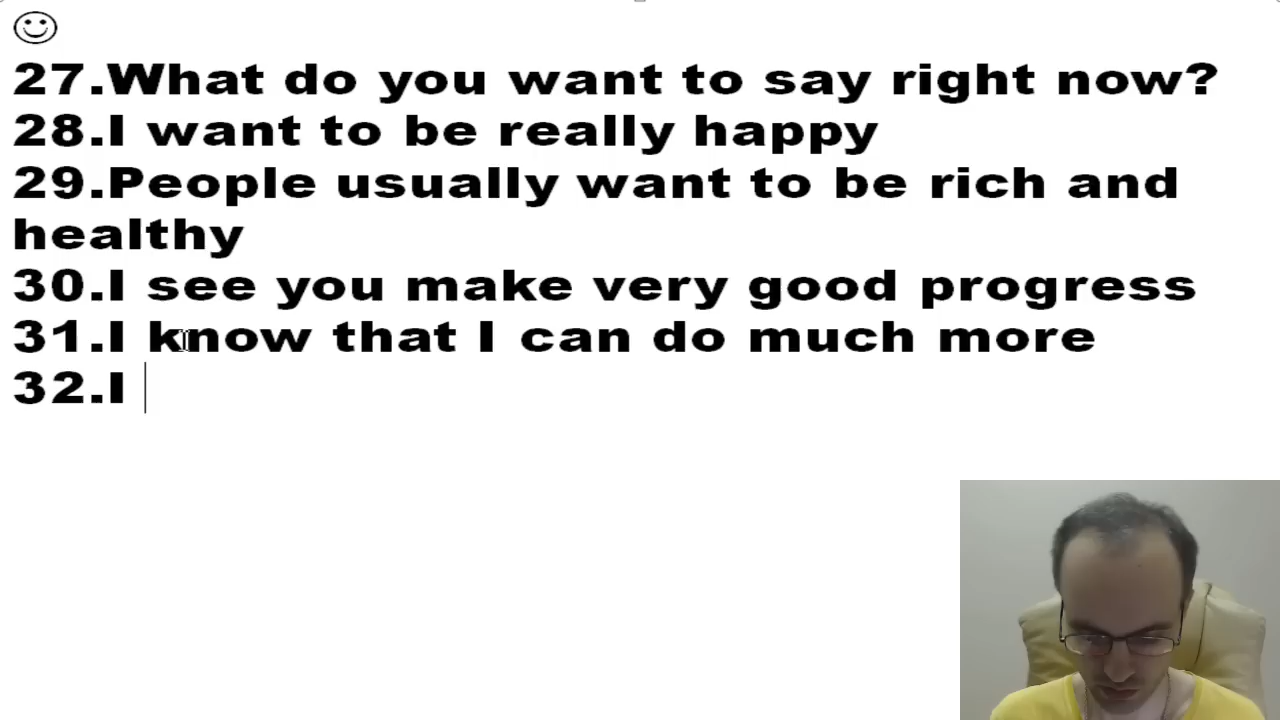 27.What do you want to say right now?
28.I want to be really happy
29.People usually want to be rich and
healthy
30.I see you make very good progress
31.I know that I can do much more
32.I